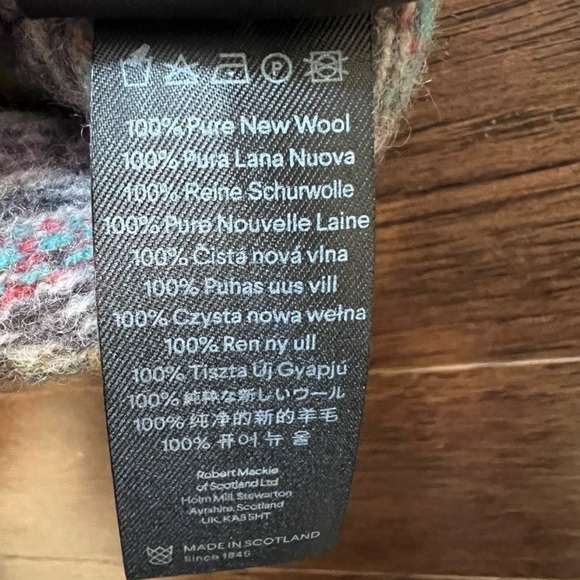 P
100% Pure New Wool
100% Pura Lana Nuova
100% Reine Schurwolle
100% Pure Nouvelle Laine
100% Čistá nová vlna
100% Puhas uus vill
100% Czysta nowa wełna
100% Ren ny ull
100% Tiszta Új Gyapjú
100% 純粋な新しいウール
100% 纯净的新的羊毛
100% 퓨어 뉴 울
Robert Mackie
of Scotland Ltd
Holm Mill, Stewarton
Ayrshire, Scotland
UK, KA3 5HT
MADE IN SCOTLAND
Since 1845